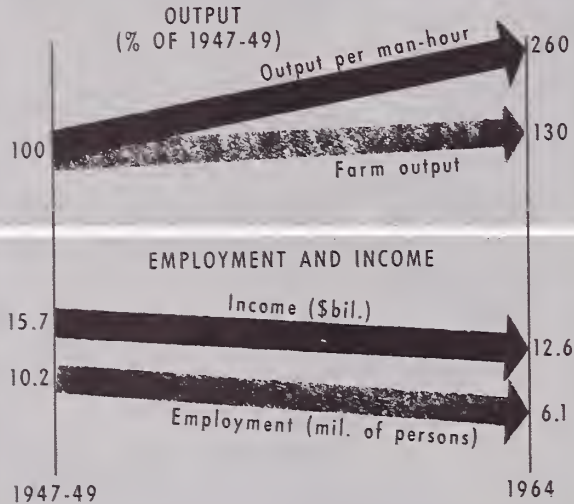 OUTPUT
(% OF 1947-49)
Output per man-hour
260
100
130
Farm output
EMPLOYMENT AND INCOME
Income ($bil.)
15.7
12.6
10.2
6.1
Employment (mil. of persons)
1947-49
1964